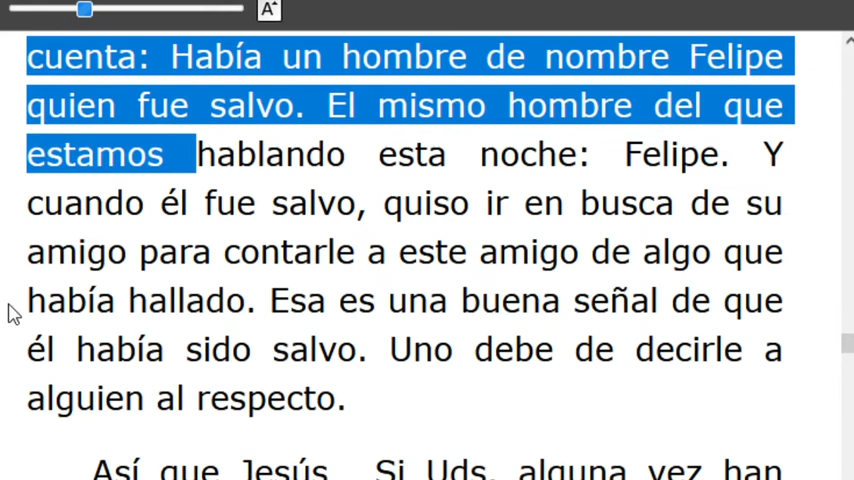 A
cuenta: Había un hombre de nombre Felipe
quien fue salvo. El mismo hombre del que
estamos hablando esta noche: Felipe. Y
cuando él fue salvo, quiso ir en busca de su
amigo para contarle a este amigo de algo que
había hallado. Esa es una buena señal de que
él había sido salvo. Uno debe de decirle a
alguien al respecto.
Así que Jesús... Si Uds. alguna vez han